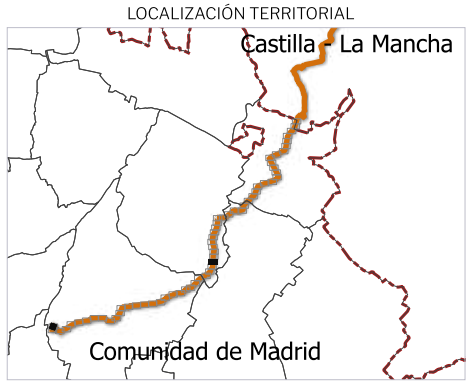 LOCALIZACIÓN TERRITORIAL
Castilla - La Mancha
Comunidad de Madrid